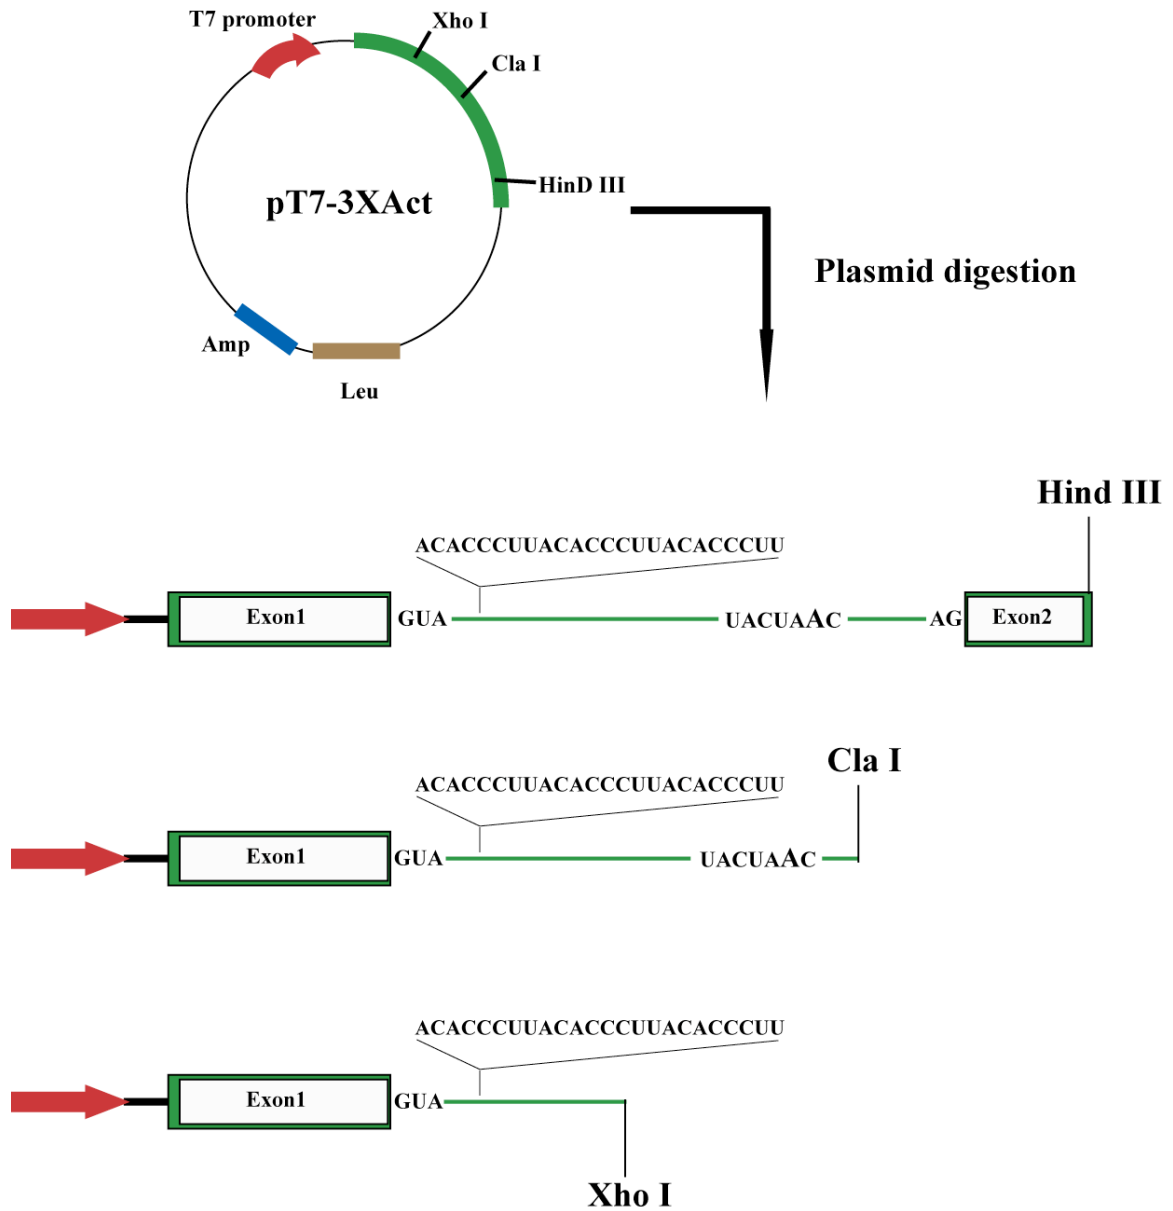 T7 promoter
Xho I
Cla I
HinD III
pT7-3XAct
Plasmid digestion
Amp
Leu
Hind III
ACACCCUUACACCCUUACACCCUU
Exon1 GUA UACUAAC AG Exon2
Cla I
ACACCCUUACACCCUUACACCCUU
Exon1 GUA UACUAAC
ACACCCUUACACCCUUACACCCUU
Exon1 GUA
Xho I